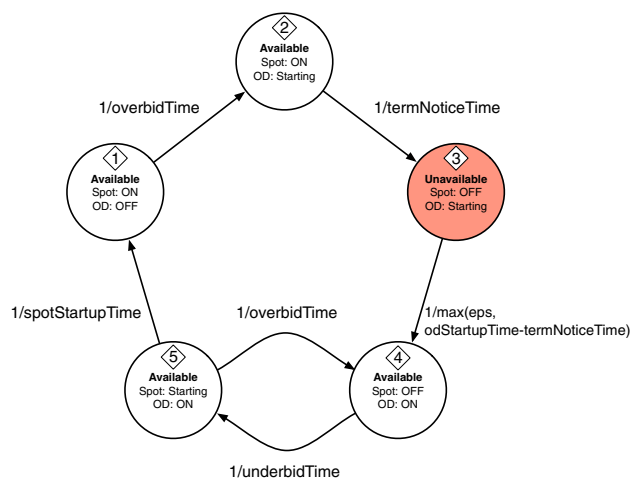 2
Available
Spot: ON
OD: Starting
1/overbidTime
1/termNoticeTime
1
Available
Spot: ON
OD: OFF
3
Unavailable
Spot: OFF
OD: Starting
1/spotStartupTime
1/overbidTime
1/max(eps,
odStartupTime-termNoticeTime)
5
Available
Spot: Starting
OD: ON
4
Available
Spot: OFF
OD: ON
1/underbidTime